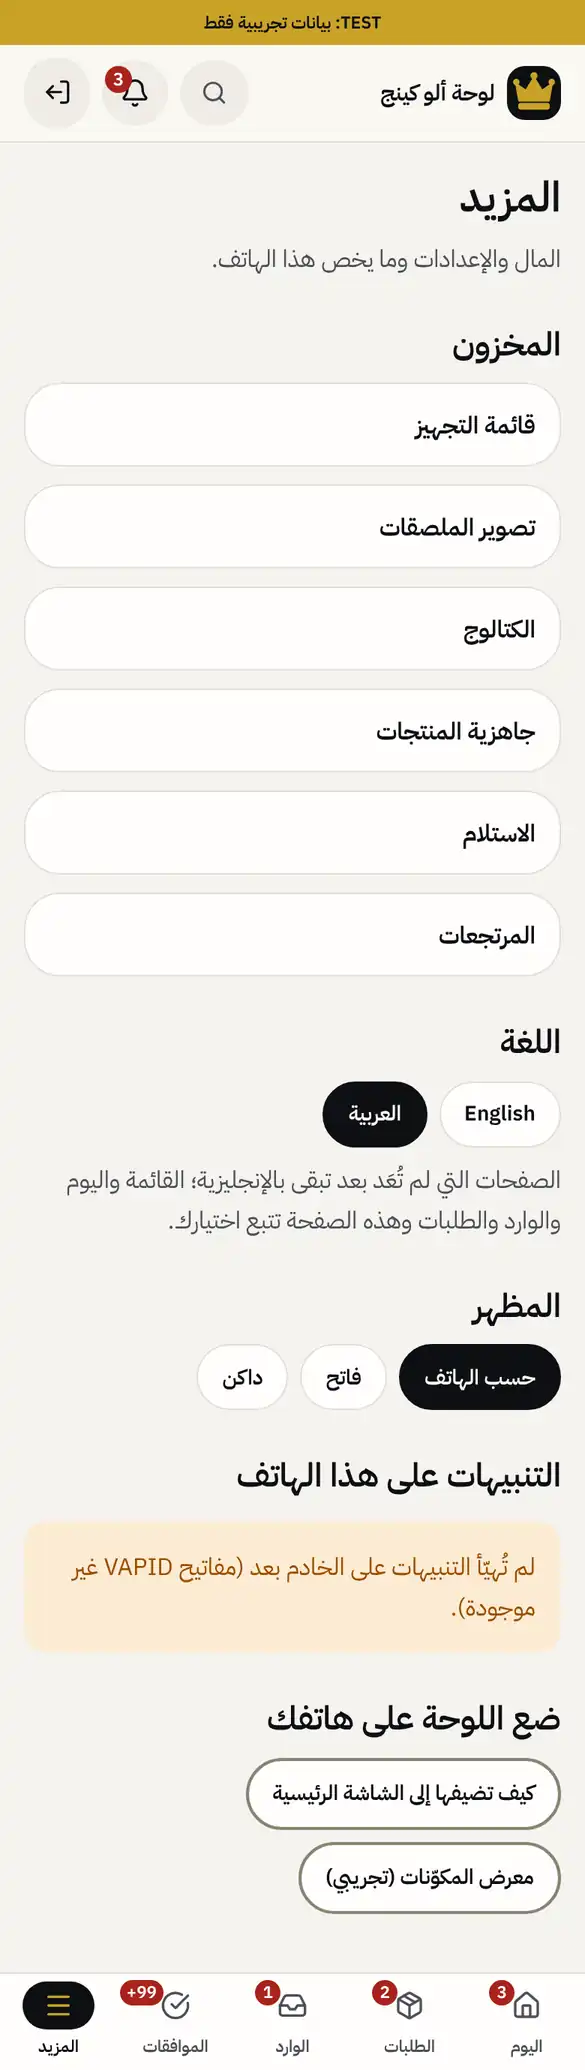 TEST: بيانات تجريبية فقط
لوحة ألو كينج
3
المزيد
المال والإعدادات وما يخص هذا الهاتف.
المخزون
قائمة التجهيز
تصوير الملصقات
الكتالوج
جاهزية المنتجات
الاستلام
المرتجعات
اللغة
English
العربية
الصفحات التي لم تُعَد بعد تبقى بالإنجليزية؛ القائمة واليوم
والوارد والطلبات وهذه الصفحة تتبع اختيارك.
المظهر
حسب الهاتف
فاتح
داكن
التنبيهات على هذا الهاتف
لم تُهيّأ التنبيهات على الخادم بعد (مفاتيح VAPID غير
موجودة).
ضع اللوحة على هاتفك
كيف تضيفها إلى الشاشة الرئيسية
معرض المكوّنات (تجريبي)
3
اليوم
2
الطلبات
1
الوارد
99+
الموافقات
المزيد